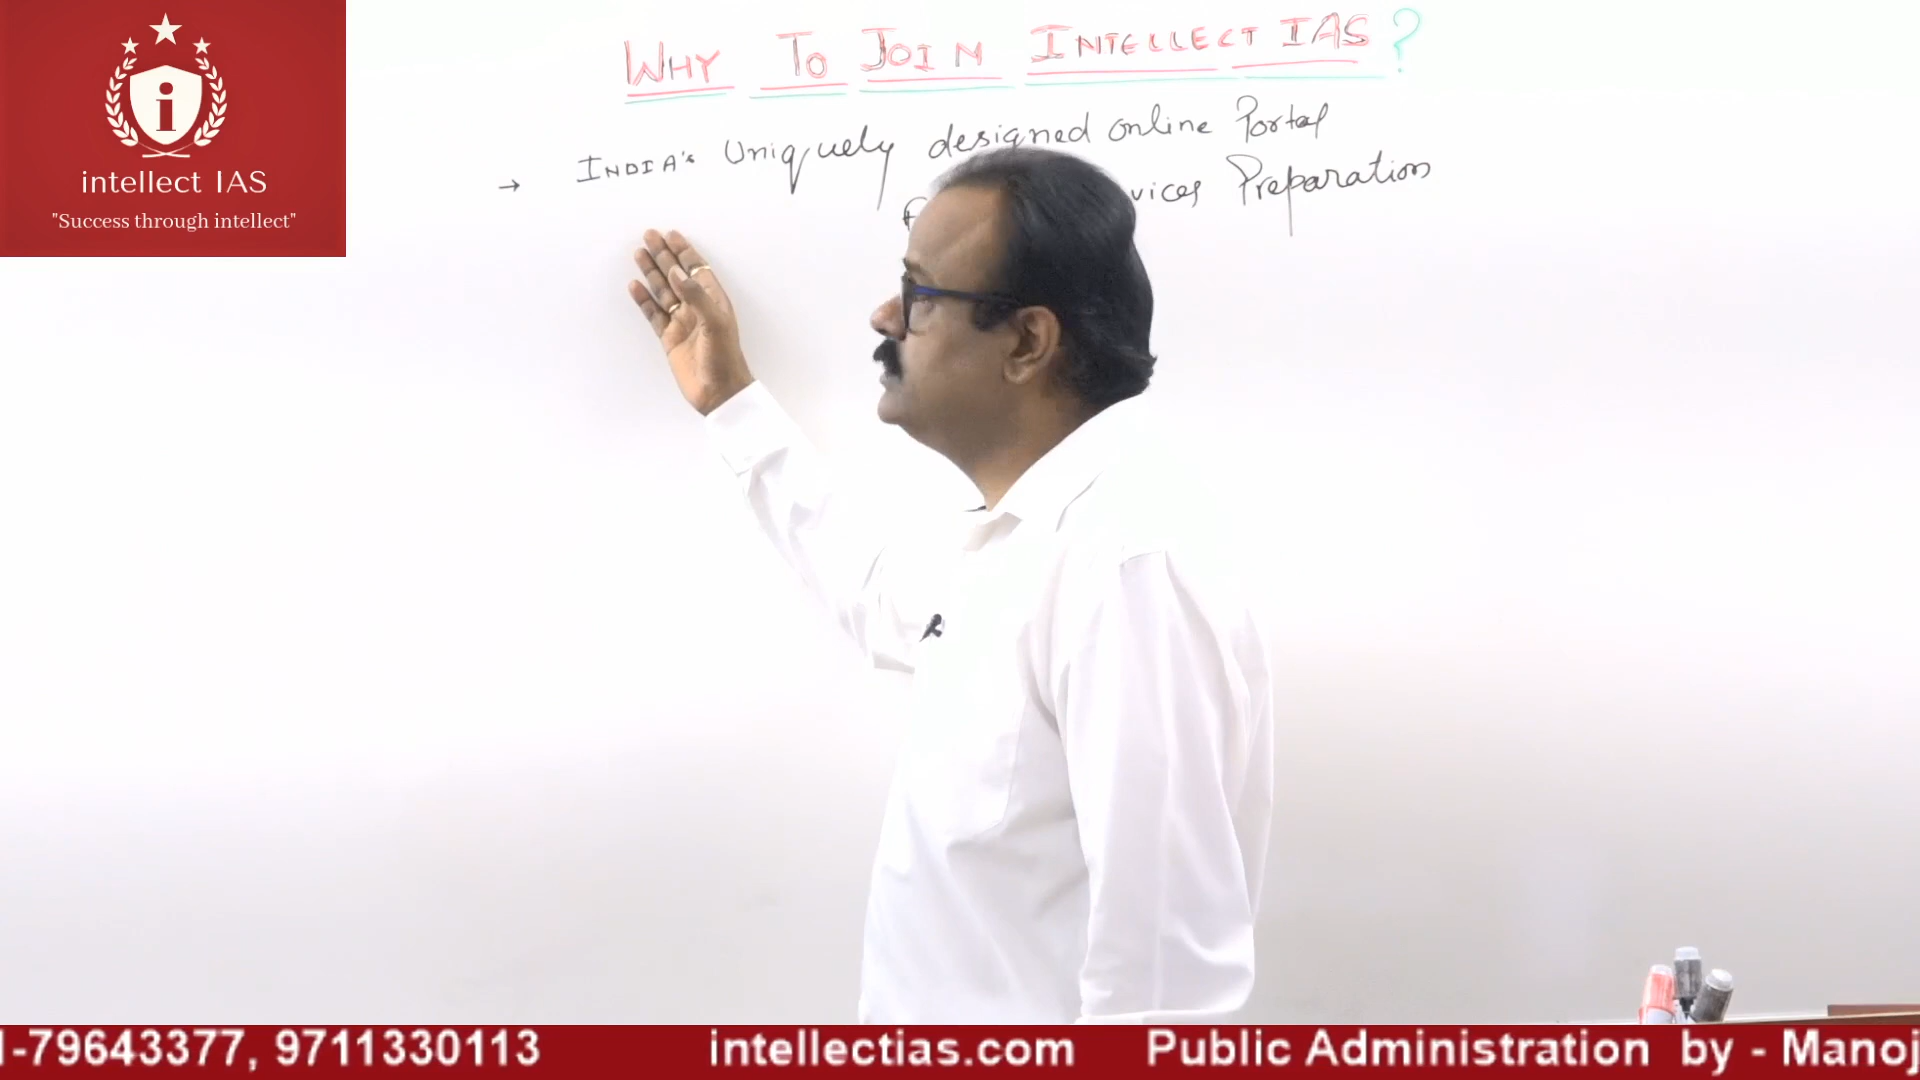 WHY TO JOIN INTELLECT IAS?
→ INDIA's Uniquely designed online Portal
Preparation
i
intellect IAS
"Success through intellect"
-79643377, 9711330113 intellectias.com Public Administration by - Manoj